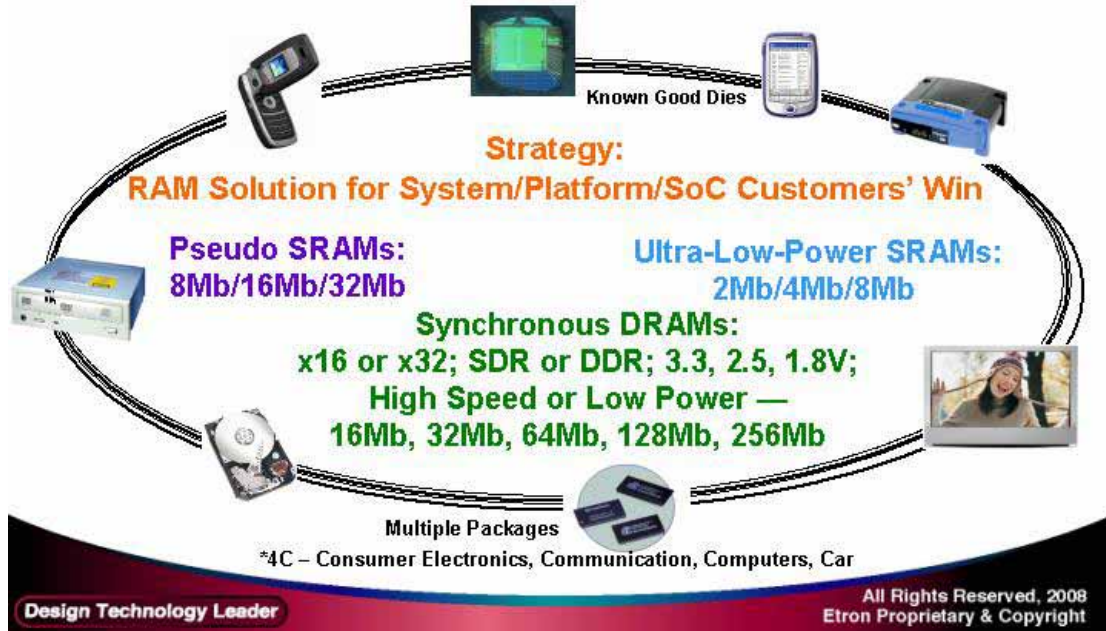 Known Good Dies
Strategy:
RAM Solution for System/Platform/SoC Customers' Win
Pseudo SRAMs:
8Mb/16Mb/32Mb
Ultra-Low-Power SRAMs:
2Mb/4Mb/8Mb
Synchronous DRAMs:
x16 or x32; SDR or DDR; 3.3, 2.5, 1.8V;
High Speed or Low Power —
16Mb, 32Mb, 64Mb, 128Mb, 256Mb
Multiple Packages
*4C – Consumer Electronics, Communication, Computers, Car
Design Technology Leader
All Rights Reserved, 2008
Etron Proprietary & Copyright